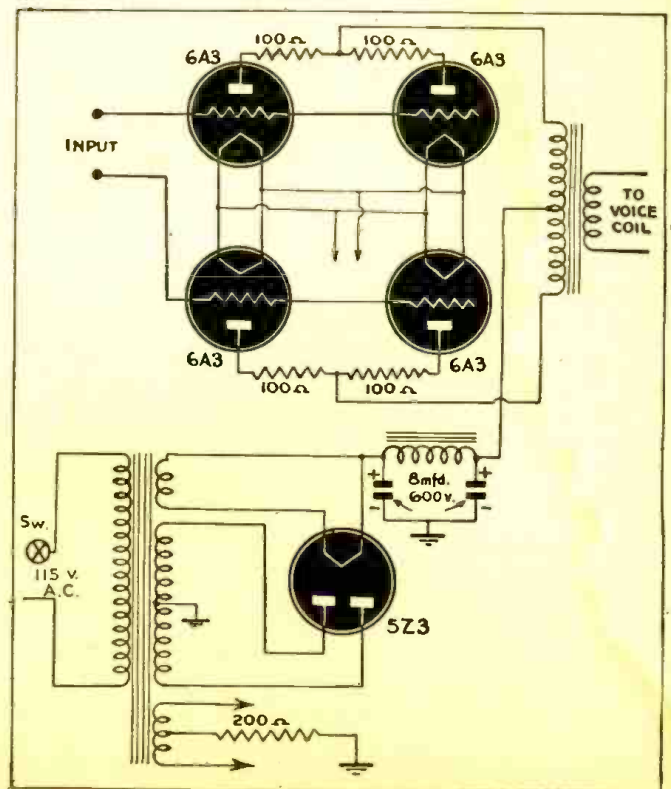 100Ω 100Ω
6A3 6A3
INPUT
TO
VOICE
COIL
6A3 6A3
100Ω 100Ω
+ 8mfd. +
- 600v. -
Sw.
115 v.
A.C.
5Z3
200Ω